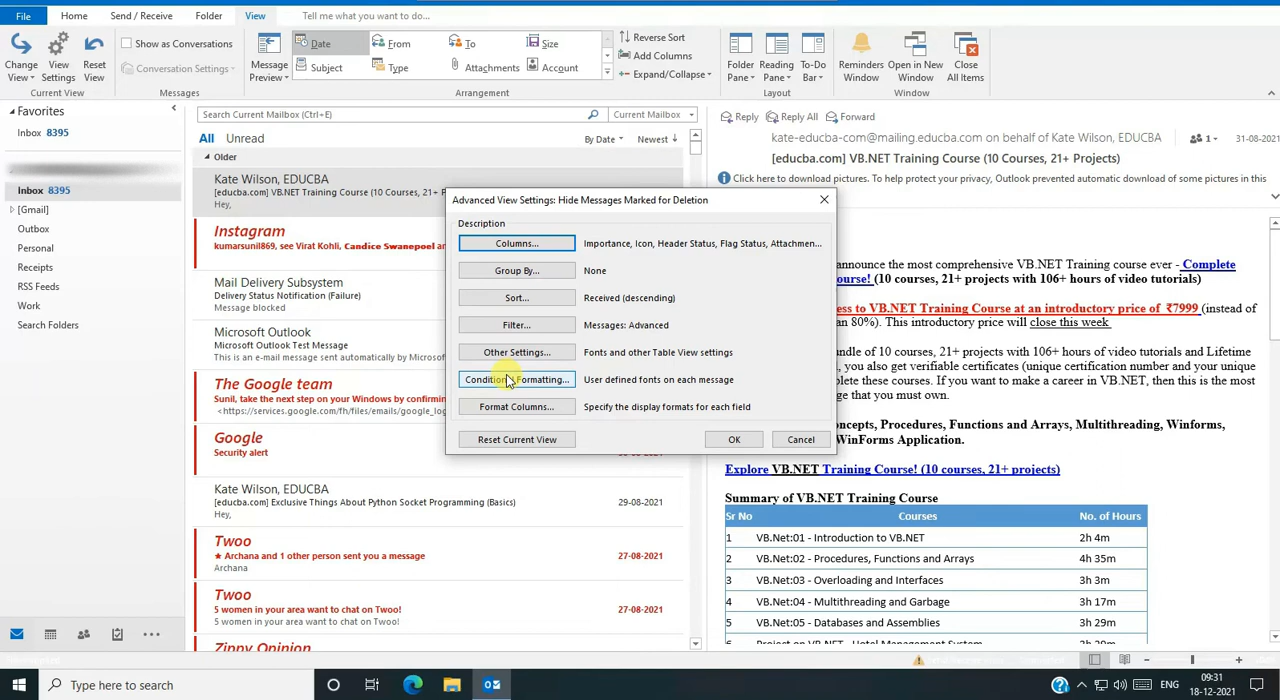 File Home Send / Receive Folder View Tell me what you want to do...
Change View View Settings Reset View
Show as Conversations
Conversation Settings
Message Preview
Date From To Size
Subject Type Attachments Account
Reverse Sort
Add Columns
Expand/Collapse
Folder Pane Reading Pane To-Do Bar
Reminders Window Open in New Window Close All Items
Current View Messages Arrangement Layout Window
Favorites
Inbox 8395
Inbox 8395
[Gmail]
Outbox
Personal
Receipts
RSS Feeds
Work
Search Folders
Search Current Mailbox (Ctrl+E) Current Mailbox
All Unread By Date Newest ↓
Older
Kate Wilson, EDUCBA
[educba.com] VB.NET Training Course (10 Courses, 21+ P
Hey,
Instagram
kumarsunil869, see Virat Kohli, Candice Swanepoel
Mail Delivery Subsystem
Delivery Status Notification (Failure)
Message blocked
Microsoft Outlook
Microsoft Outlook Test Message
This is an e-mail message sent automatically by Microsoft
The Google team
Sunil, take the next step on your Windows by confirming
<https://services.google.com/fh/files/emails/google_log
Google
Security alert
Kate Wilson, EDUCBA
[educba.com] Exclusive Things About Python Socket Programming (Basics) 29-08-2021
Hey,
Twoo
★ Archana and 1 other person sent you a message 27-08-2021
Archana
Twoo
5 women in your area want to chat on Twoo! 27-08-2021
5 women in your area want to chat on Twoo!
Zippy Opinion
Advanced View Settings: Hide Messages Marked for Deletion
Description
Columns... Importance, Icon, Header Status, Flag Status, Attachmen...
Group By... None
Sort... Received (descending)
Filter... Messages: Advanced
Other Settings... Fonts and other Table View settings
Conditional Formatting... User defined fonts on each message
Format Columns... Specify the display formats for each field
Reset Current View OK Cancel
Reply Reply All Forward
kate-educba-com@mailing.educba.com on behalf of Kate Wilson, EDUCBA 1 31-08-2021
[educba.com] VB.NET Training Course (10 Courses, 21+ Projects)
Click here to download pictures. To help protect your privacy, Outlook prevented automatic download of some pictures in this
announce the most comprehensive VB.NET Training course ever - Complete
course! (10 courses, 21+ projects with 106+ hours of video tutorials)
ess to VB.NET Training Course at an introductory price of ₹7999 (instead of
an 80%). This introductory price will close this week
ndle of 10 courses, 21+ projects with 106+ hours of video tutorials and Lifetime
, you also get verifiable certificates (unique certification number and your unique
plete these courses. If you want to make a career in VB.NET, then this is the most
e that you must own.
ncepts, Procedures, Functions and Arrays, Multithreading, Winforms,
WinForms Application.
Explore VB.NET Training Course! (10 courses, 21+ projects)
Summary of VB.NET Training Course
Sr No Courses No. of Hours
1 VB.Net:01 - Introduction to VB.NET 2h 4m
2 VB.Net:02 - Procedures, Functions and Arrays 4h 35m
3 VB.Net:03 - Overloading and Interfaces 3h 3m
4 VB.Net:04 - Multithreading and Garbage 3h 17m
5 VB.Net:05 - Databases and Assemblies 3h 29m
Type here to search
ENG 09:31
18-12-2021